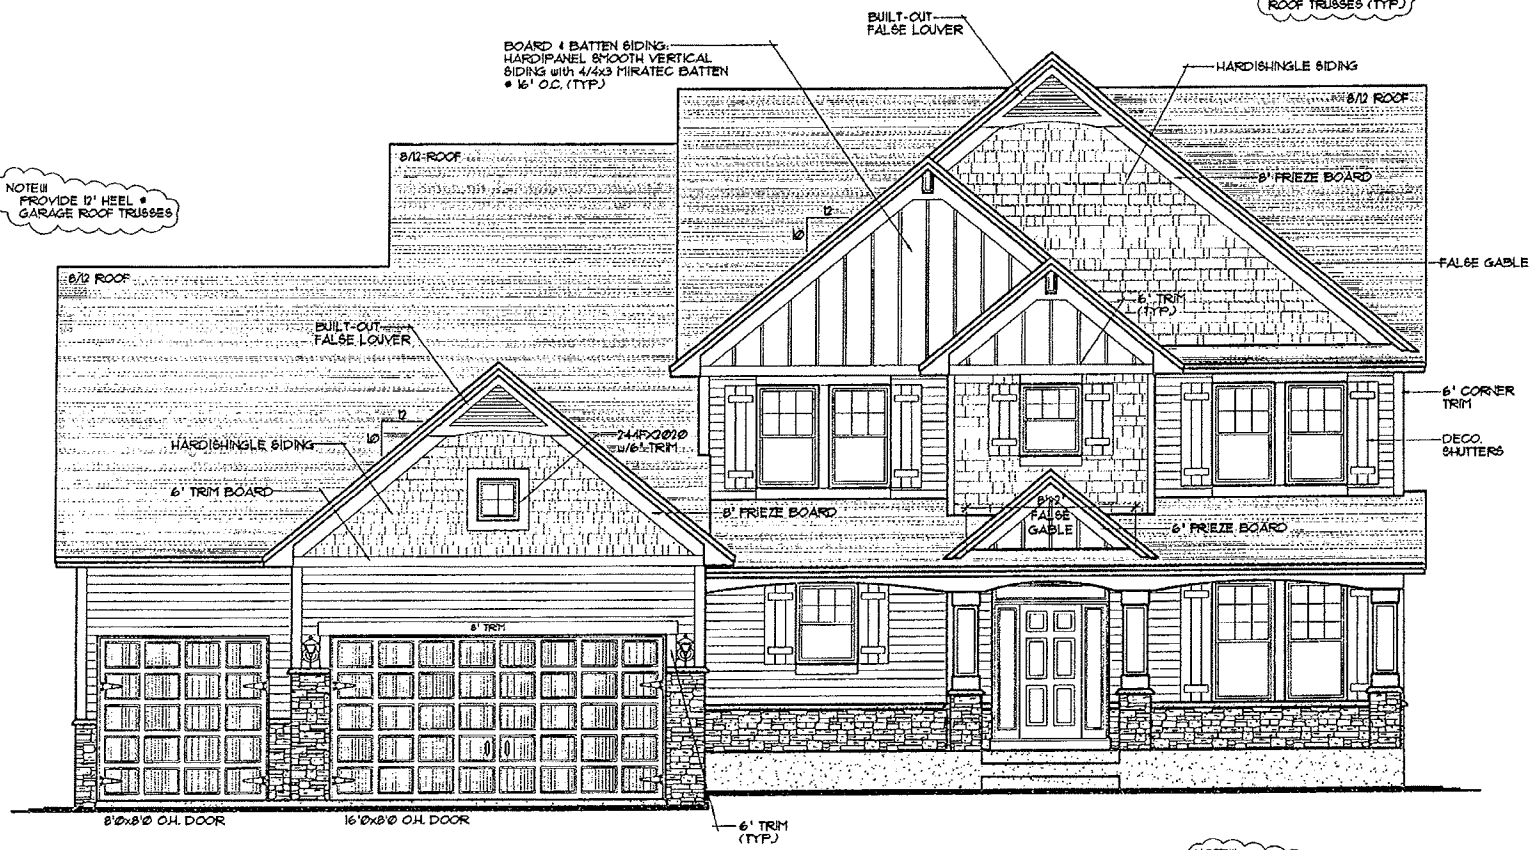 ROOF TRUSSES (TYP.)
BUILT-OUT
FALSE LOUVER
BOARD & BATTEN SIDING:
HARDIPANEL SMOOTH VERTICAL
SIDING with 4/4x3 MIRATEC BATTEN
@ 16" O.C. (TYP.)
HARDISHINGLE SIDING
8/12 ROOF
8/12 ROOF
NOTE!!!
PROVIDE 12" HEEL @
GARAGE ROOF TRUSSES
8" FRIEZE BOARD
12
10
FALSE GABLE
8/12 ROOF
6" TRIM
(TYP.)
BUILT-OUT
FALSE LOUVER
6" CORNER
TRIM
12
10
HARDISHINGLE SIDING
244FX2020
w/6" TRIM
DECO.
SHUTTERS
6" TRIM BOARD
8" FRIEZE BOARD
FALSE
GABLE
6" FRIEZE BOARD
8" TRIM
8'0x8'0 O.H. DOOR
16'0x8'0 O.H. DOOR
6" TRIM
(TYP.)